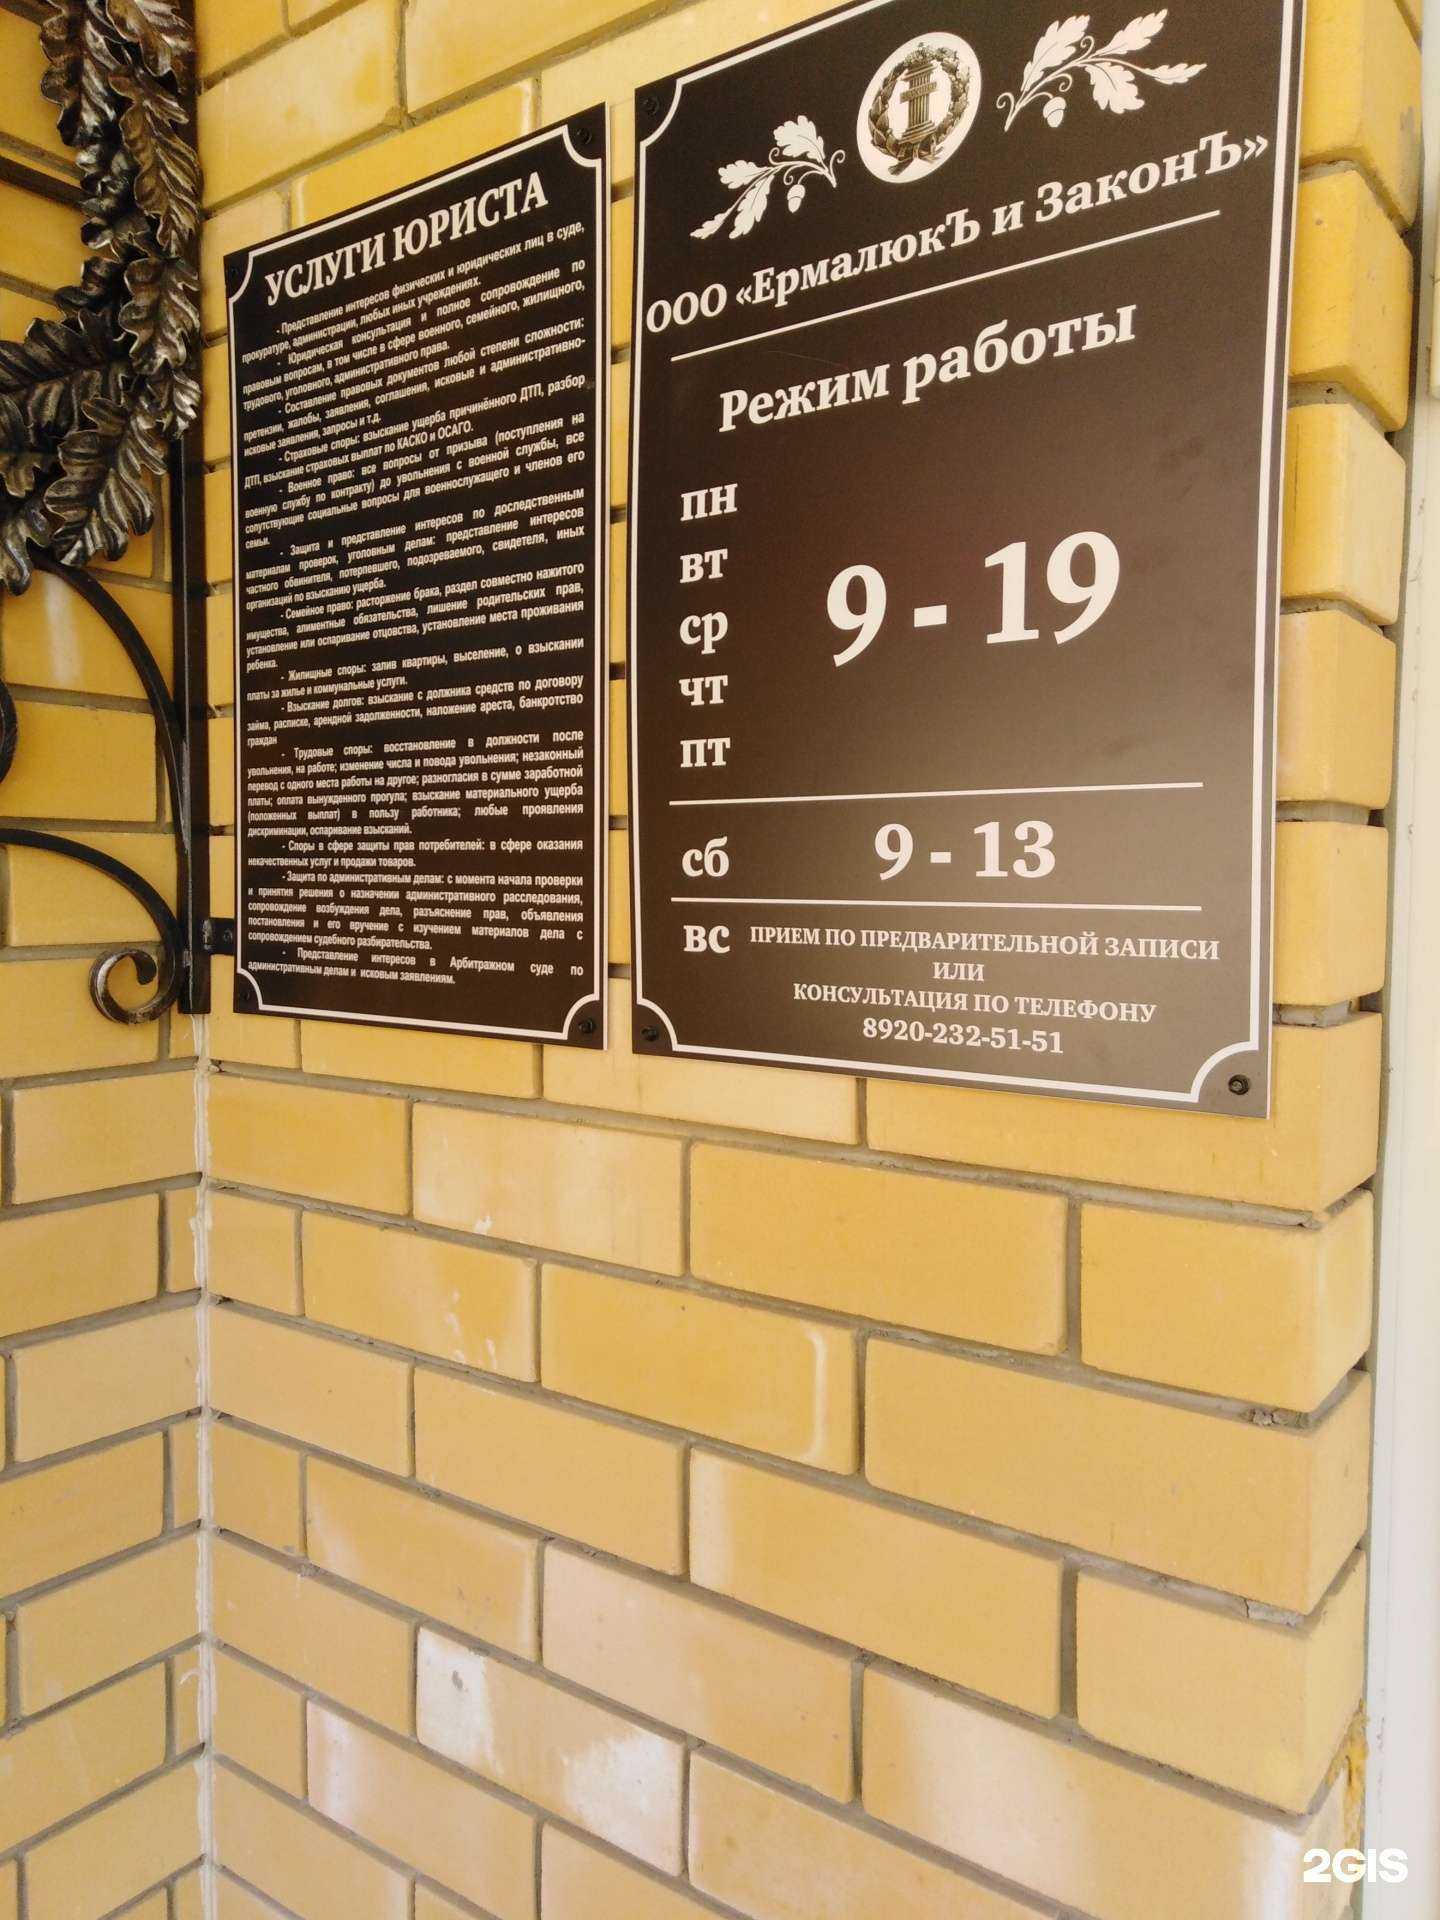 УСЛУГИ ЮРИСТА
- Представление интересов физических и юридических лиц в суде,
прокуратуре, администрации, любых иных учреждениях.
- Юридическая консультация и полное сопровождение по
правовым вопросам, в том числе в сфере военного, семейного, жилищного,
трудового, уголовного, административного права.
- Составление правовых документов любой степени сложности:
претензии, жалобы, заявления, соглашения, исковые и административно-
исковые заявления, запросы и т.д.
- Страховые споры: взыскание ущерба причинённого ДТП, разбор
ДТП, взыскание страховых выплат по КАСКО и ОСАГО.
- Военное право: все вопросы от призыва (поступления на
военную службу по контракту) до увольнения с военной службы, все
сопутствующие социальные вопросы для военнослужащего и членов его
семьи.
- Защита и представление интересов по доследственным
материалам проверок, уголовным делам: представление интересов
частного обвинителя, потерпевшего, подозреваемого, свидетеля, иных
организаций по взысканию ущерба.
- Семейное право: расторжение брака, раздел совместно нажитого
имущества, алиментные обязательства, лишение родительских прав,
установление или оспаривание отцовства, установление места проживания
ребенка.
- Жилищные споры: залив квартиры, выселение, о взыскании
платы за жилье и коммунальные услуги.
- Взыскание долгов: взыскание с должника средств по договору
займа, расписке, арендной задолженности, наложение ареста, банкротство
граждан
- Трудовые споры: восстановление в должности после
увольнения, на работе; изменение числа и повода увольнения; незаконный
перевод с одного места работы на другое; разногласия в сумме заработной
платы; оплата вынужденного прогула; взыскание материального ущерба
(положенных выплат) в пользу работника; любые проявления
дискриминации, оспаривание взысканий.
- Споры в сфере защиты прав потребителей: в сфере оказания
некачественных услуг и продажи товаров.
- Защита по административным делам: с момента начала проверки
и принятия решения о назначении административного расследования,
сопровождение возбуждения дела, разъяснение прав, объявления
постановления и его вручение с изучением материалов дела с
сопровождением судебного разбирательства.
- Представление интересов в Арбитражном суде по
административным делам и исковым заявлениям.
ООО «ЕрмалюкЪ и ЗаконЪ»
Режим работы
пн
вт
ср 9 - 19
чт
пт
сб 9 - 13
вс ПРИЕМ ПО ПРЕДВАРИТЕЛЬНОЙ ЗАПИСИ
ИЛИ
КОНСУЛЬТАЦИЯ ПО ТЕЛЕФОНУ
8920-232-51-51
2GIS